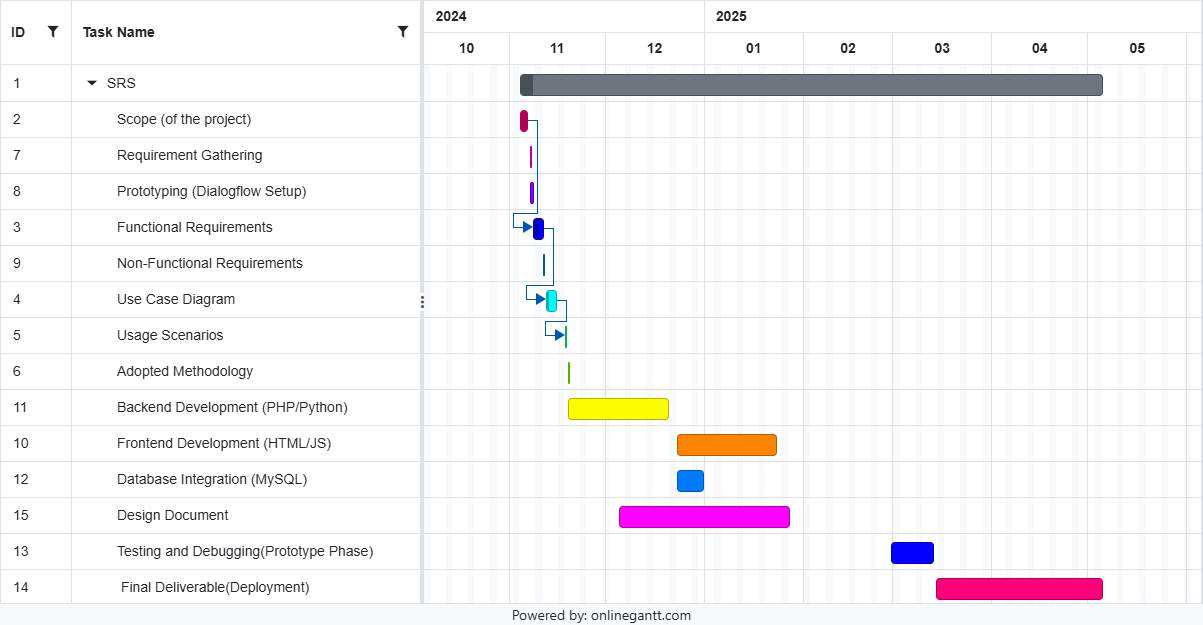 ID Task Name 2024 2025
10 11 12 01 02 03 04 05
1 SRS
2 Scope (of the project)
7 Requirement Gathering
8 Prototyping (Dialogflow Setup)
3 Functional Requirements
9 Non-Functional Requirements
4 Use Case Diagram
5 Usage Scenarios
6 Adopted Methodology
11 Backend Development (PHP/Python)
10 Frontend Development (HTML/JS)
12 Database Integration (MySQL)
15 Design Document
13 Testing and Debugging(Prototype Phase)
14 Final Deliverable(Deployment)
Powered by: onlinegantt.com